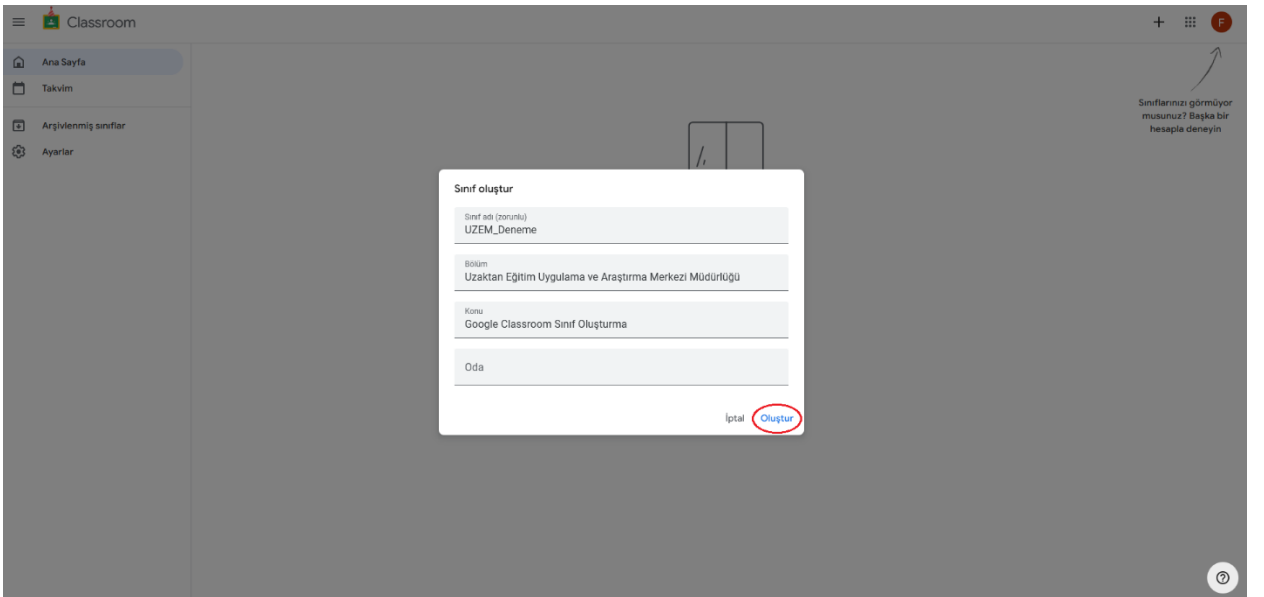 Classroom
F
Ana Sayfa
Takvim
Arşivlenmiş sınıflar
Ayarlar
Sınıflarınızı görmüyor
musunuz? Başka bir
hesapla deneyin
Sınıf oluştur
Sınıf adı (zorunlu)
UZEM_Deneme
Bölüm
Uzaktan Eğitim Uygulama ve Araştırma Merkezi Müdürlüğü
Konu
Google Classroom Sınıf Oluşturma
Oda
İptal Oluştur